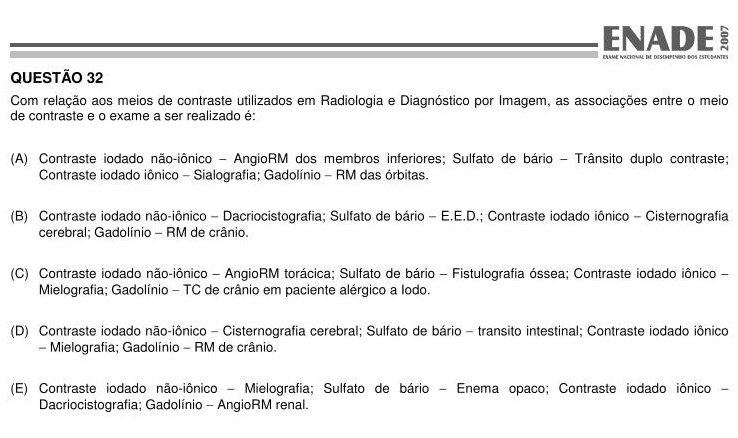 ENADE 2007
EXAME NACIONAL DE DESEMPENHO DOS ESTUDANTES
QUESTÃO 32
Com relação aos meios de contraste utilizados em Radiologia e Diagnóstico por Imagem, as associações entre o meio
de contraste e o exame a ser realizado é:
(A) Contraste iodado não-iônico – AngioRM dos membros inferiores; Sulfato de bário – Trânsito duplo contraste;
Contraste iodado iônico – Sialografia; Gadolínio – RM das órbitas.
(B) Contraste iodado não-iônico – Dacriocistografia; Sulfato de bário – E.E.D.; Contraste iodado iônico – Cisternografia
cerebral; Gadolínio – RM de crânio.
(C) Contraste iodado não-iônico – AngioRM torácica; Sulfato de bário – Fistulografia óssea; Contraste iodado iônico –
Mielografia; Gadolínio – TC de crânio em paciente alérgico a Iodo.
(D) Contraste iodado não-iônico – Cisternografia cerebral; Sulfato de bário – transito intestinal; Contraste iodado iônico
– Mielografia; Gadolínio – RM de crânio.
(E) Contraste iodado não-iônico – Mielografia; Sulfato de bário – Enema opaco; Contraste iodado iônico –
Dacriocistografia; Gadolínio – AngioRM renal.